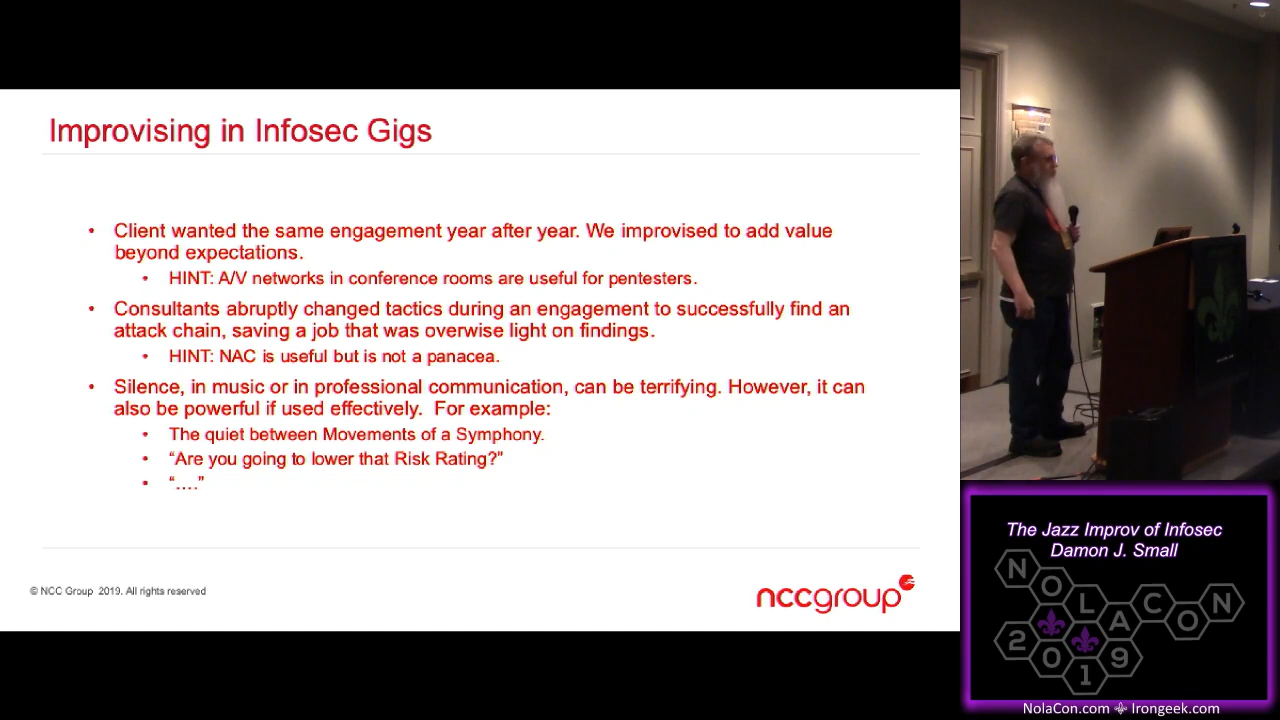 Improvising in Infosec Gigs
• Client wanted the same engagement year after year. We improvised to add value
beyond expectations.
• HINT: A/V networks in conference rooms are useful for pentesters.
• Consultants abruptly changed tactics during an engagement to successfully find an
attack chain, saving a job that was overwise light on findings.
• HINT: NAC is useful but is not a panacea.
• Silence, in music or in professional communication, can be terrifying. However, it can
also be powerful if used effectively. For example:
• The quiet between Movements of a Symphony.
• “Are you going to lower that Risk Rating?”
• “….”
© NCC Group 2019. All rights reserved
nccgroup
The Jazz Improv of Infosec
Damon J. Small
NOLACON
2019
NolaCon.com Irongeek.com